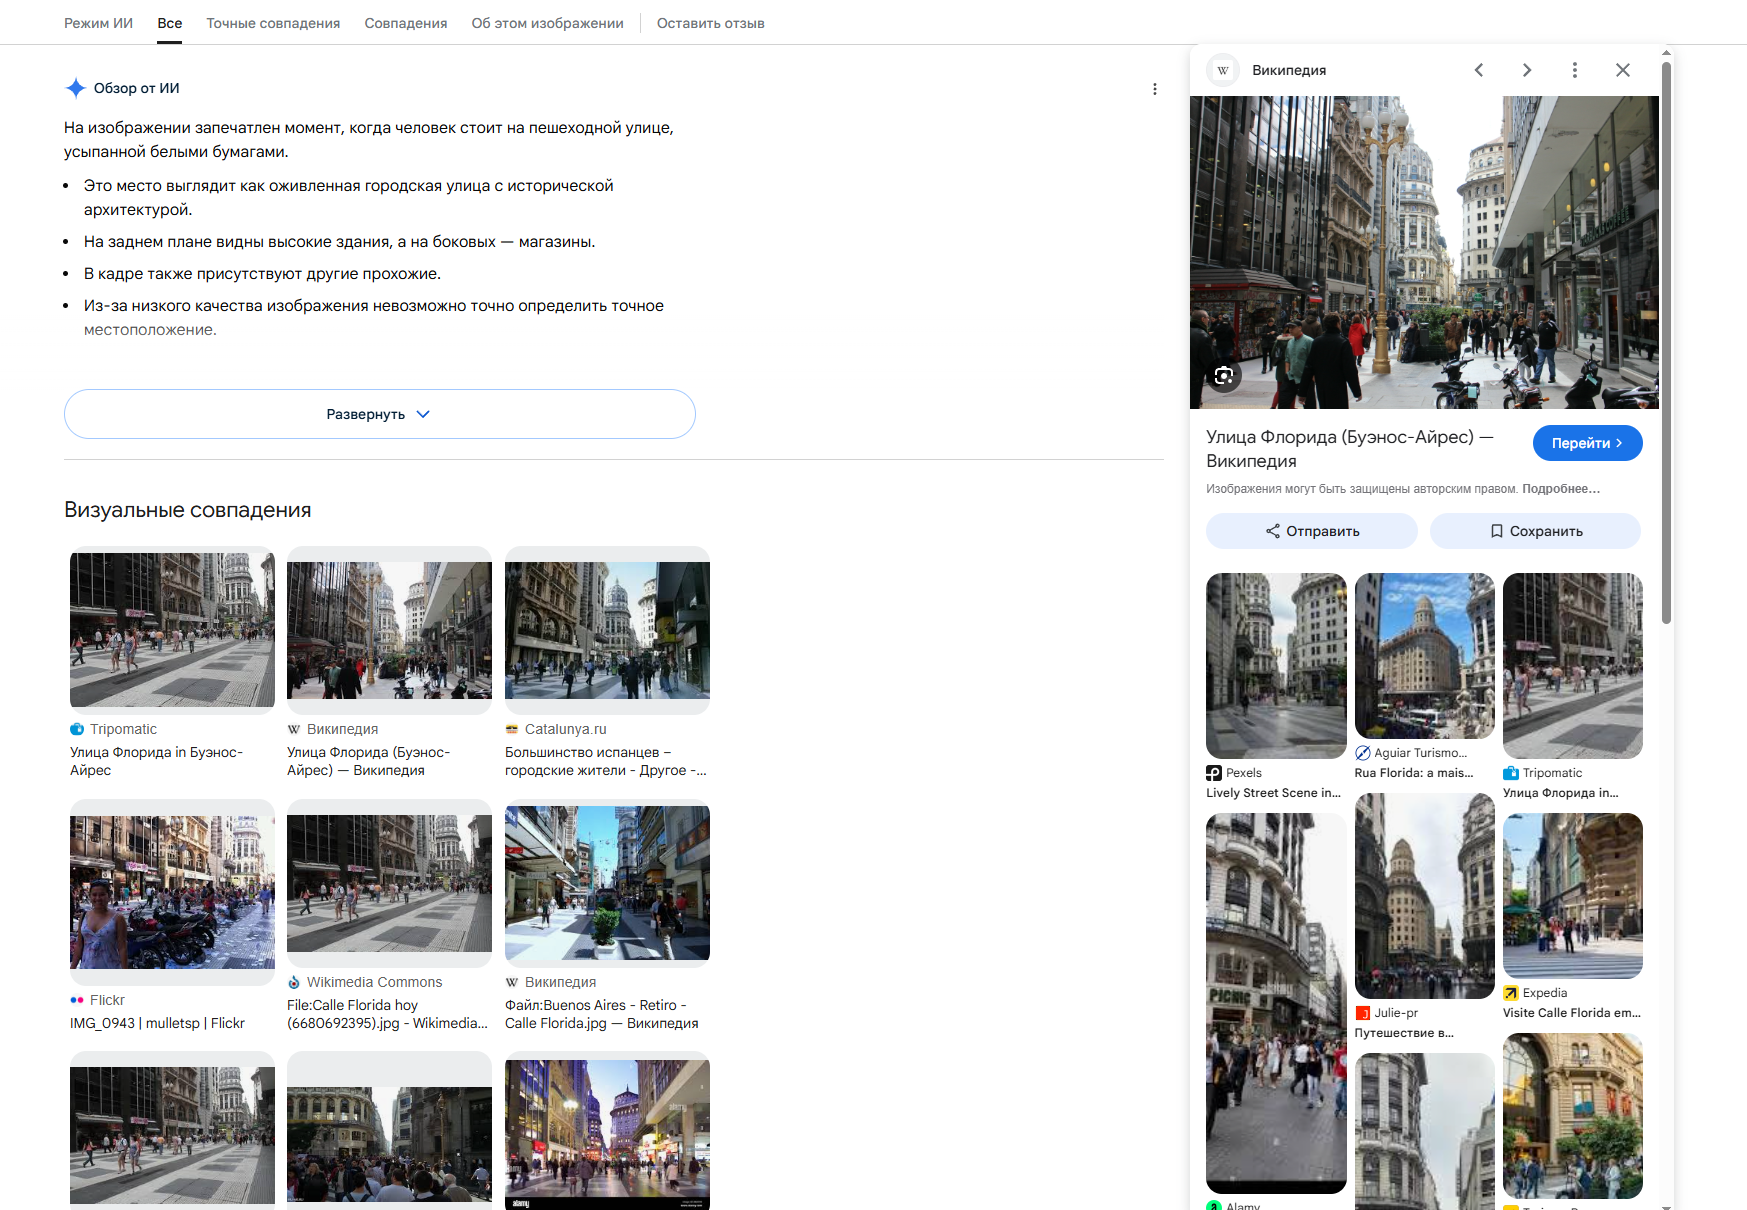 Режим ИИ
Все
Точные совпадения
Совпадения
Об этом изображении
Оставить отзыв
Обзор от ИИ
На изображении запечатлен момент, когда человек стоит на пешеходной улице,
усыпанной белыми бумагами.
Это место выглядит как оживленная городская улица с исторической
архитектурой.
На заднем плане видны высокие здания, а на боковых — магазины.
В кадре также присутствуют другие прохожие.
Из-за низкого качества изображения невозможно точно определить точное
местоположение.
Развернуть
Визуальные совпадения
Tripomatic
Улица Флорида in Буэнос-
Айрес
Википедия
Улица Флорида (Буэнос-
Айрес) — Википедия
Catalunya.ru
Большинство испанцев –
городские жители - Другое -...
Flickr
IMG_0943 | mulletsp | Flickr
Wikimedia Commons
File:Calle Florida hoy
(6680692395).jpg - Wikimedia...
Википедия
Файл:Buenos Aires - Retiro -
Calle Florida.jpg — Википедия
alamy
Википедия
Улица Флорида (Буэнос-Айрес) —
Википедия
Перейти
Изображения могут быть защищены авторским правом. Подробнее...
Отправить
Сохранить
Pexels
Lively Street Scene in...
Aguiar Turismo...
Rua Florida: a mais...
Tripomatic
Улица Флорида in...
PICNIC
Alamy
Julie-pr
Путешествие в...
Expedia
Visite Calle Florida em...